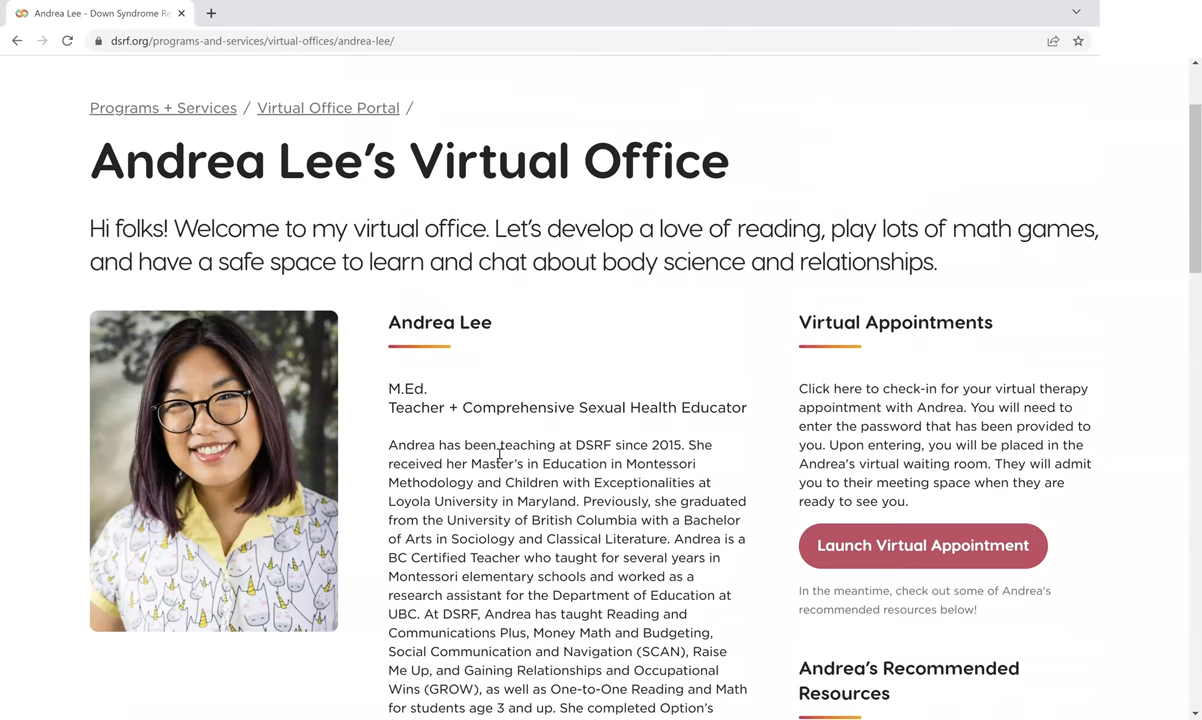 Andrea Lee - Down Syndrome Re
dsrf.org/programs-and-services/virtual-offices/andrea-lee/
Programs + Services / Virtual Office Portal /
Andrea Lee's Virtual Office
Hi folks! Welcome to my virtual office. Let's develop a love of reading, play lots of math games,
and have a safe space to learn and chat about body science and relationships.
Andrea Lee
M.Ed.
Teacher + Comprehensive Sexual Health Educator
Andrea has been teaching at DSRF since 2015. She
received her Master's in Education in Montessori
Methodology and Children with Exceptionalities at
Loyola University in Maryland. Previously, she graduated
from the University of British Columbia with a Bachelor
of Arts in Sociology and Classical Literature. Andrea is a
BC Certified Teacher who taught for several years in
Montessori elementary schools and worked as a
research assistant for the Department of Education at
UBC. At DSRF, Andrea has taught Reading and
Communications Plus, Money Math and Budgeting,
Social Communication and Navigation (SCAN), Raise
Me Up, and Gaining Relationships and Occupational
Wins (GROW), as well as One-to-One Reading and Math
for students age 3 and up. She completed Option's
Virtual Appointments
Click here to check-in for your virtual therapy
appointment with Andrea. You will need to
enter the password that has been provided to
you. Upon entering, you will be placed in the
Andrea's virtual waiting room. They will admit
you to their meeting space when they are
ready to see you.
Launch Virtual Appointment
In the meantime, check out some of Andrea's
recommended resources below!
Andrea's Recommended
Resources